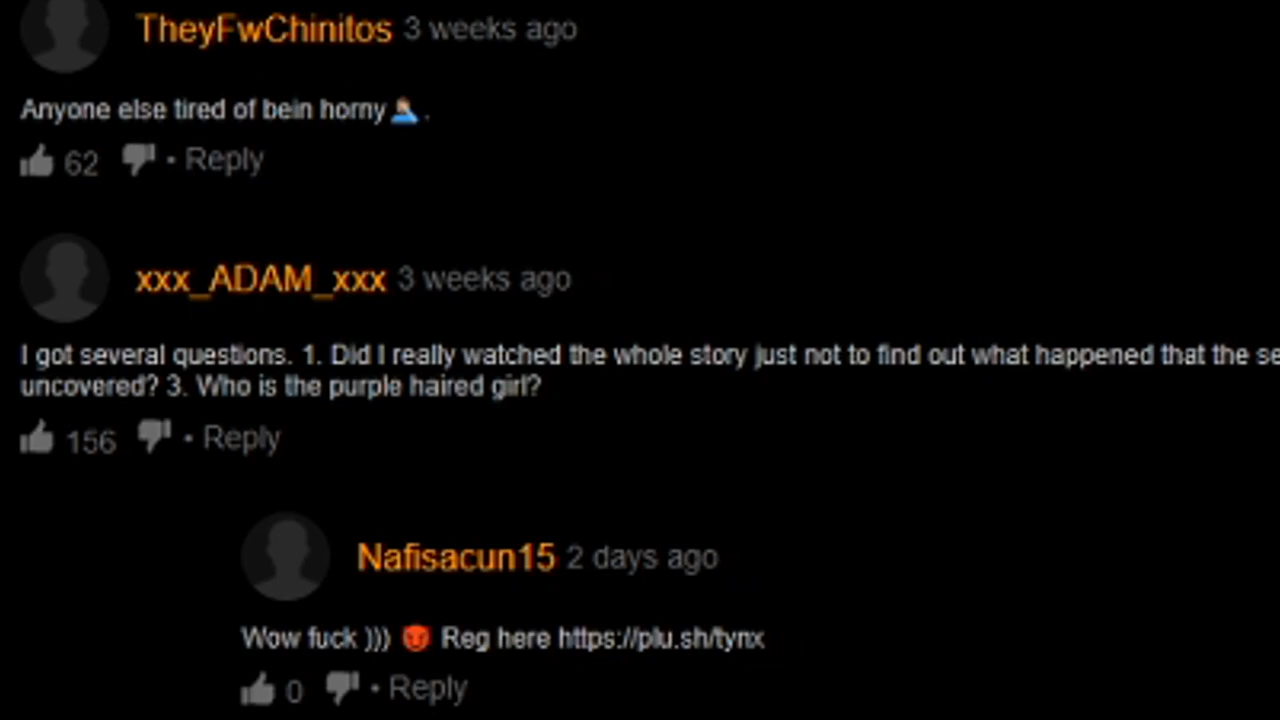 TheyFwChinitos 3 weeks ago
Anyone else tired of bein horny🤦🏻‍♂️.
62 • Reply
xxx_ADAM_xxx 3 weeks ago
I got several questions. 1. Did I really watched the whole story just not to find out what happened that the
uncovered? 3. Who is the purple haired girl?
156 • Reply
Nafisacun15 2 days ago
Wow fuck ))) 😡 Reg here https://plu.sh/tynx
0 • Reply